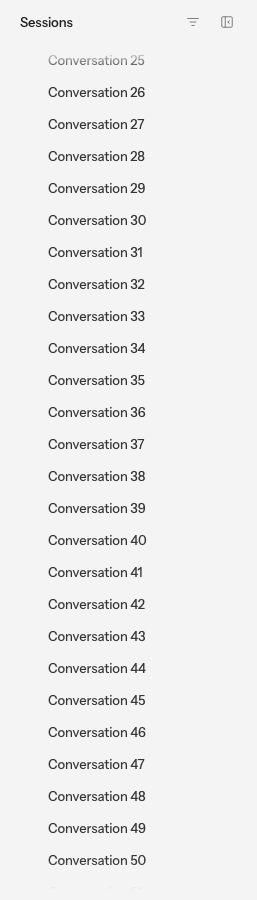 Sessions
Conversation 25
Conversation 26
Conversation 27
Conversation 28
Conversation 29
Conversation 30
Conversation 31
Conversation 32
Conversation 33
Conversation 34
Conversation 35
Conversation 36
Conversation 37
Conversation 38
Conversation 39
Conversation 40
Conversation 41
Conversation 42
Conversation 43
Conversation 44
Conversation 45
Conversation 46
Conversation 47
Conversation 48
Conversation 49
Conversation 50